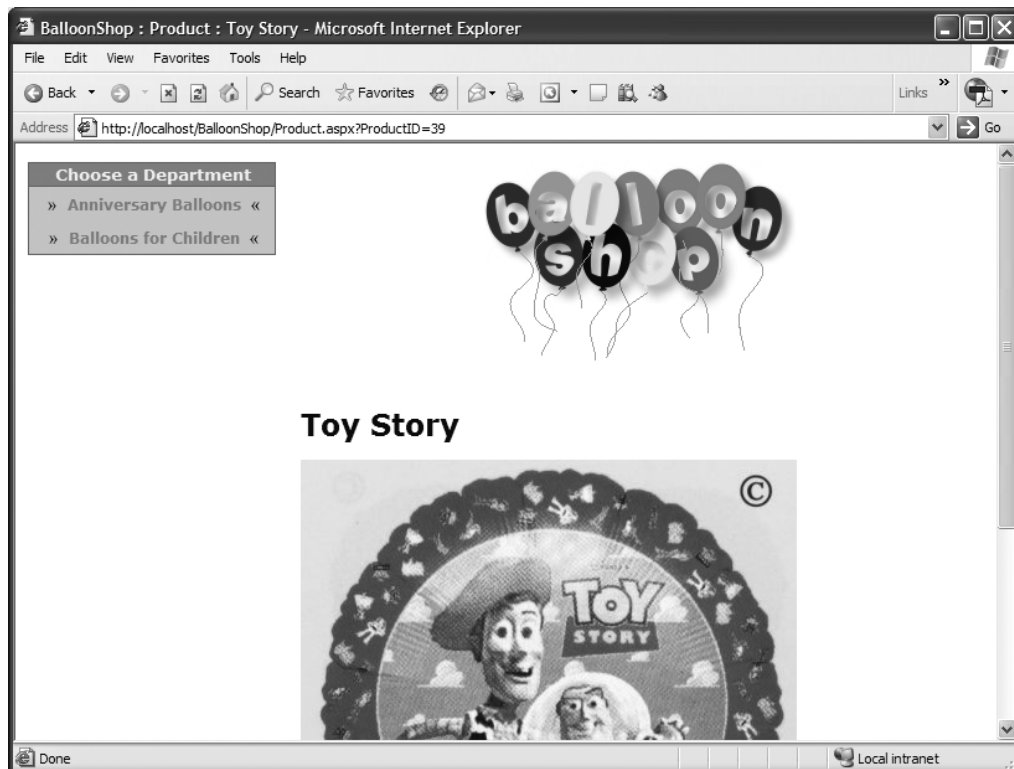 BalloonShop : Product : Toy Story - Microsoft Internet Explorer
File Edit View Favorites Tools Help
Back Search Favorites Links »
Address http://localhost/BalloonShop/Product.aspx?ProductID=39 Go
Choose a Department
» Anniversary Balloons «
» Balloons for Children «
balloon
shop
Toy Story
©
TOY
STORY
Done Local intranet